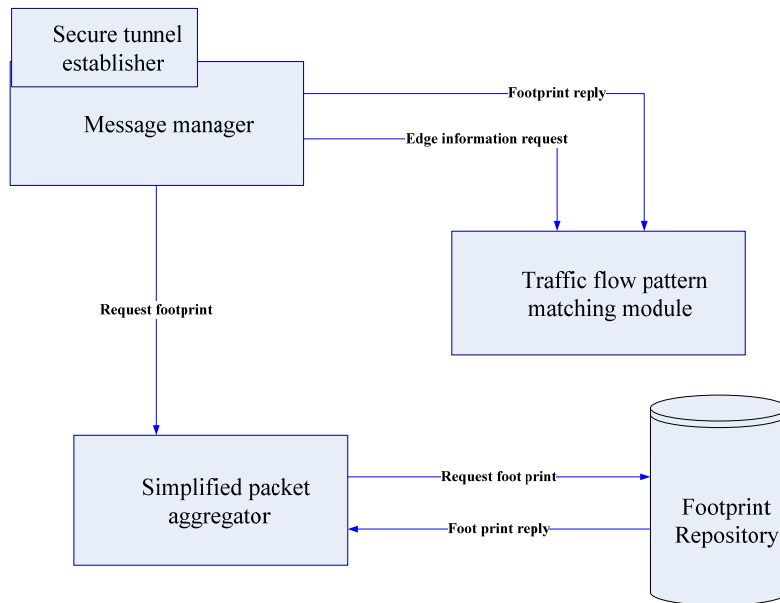 Secure tunnel
establisher
Message manager
Footprint reply
Edge information request
Traffic flow pattern
matching module
Request footprint
Simplified packet
aggregator
Request foot print
Foot print reply
Footprint
Repository